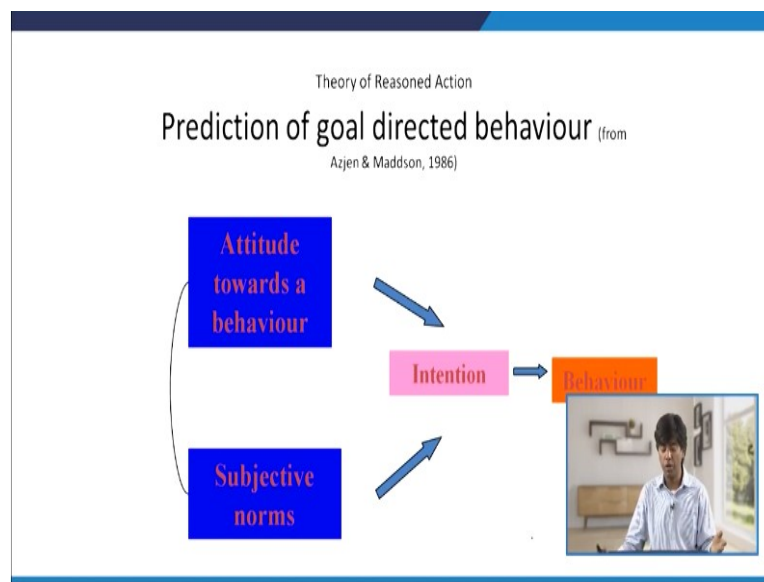 Theory of Reasoned Action
Prediction of goal directed behaviour (from
Azjen & Maddson, 1986)
Attitude
towards a
behaviour
Intention
Behaviour
Subjective
norms